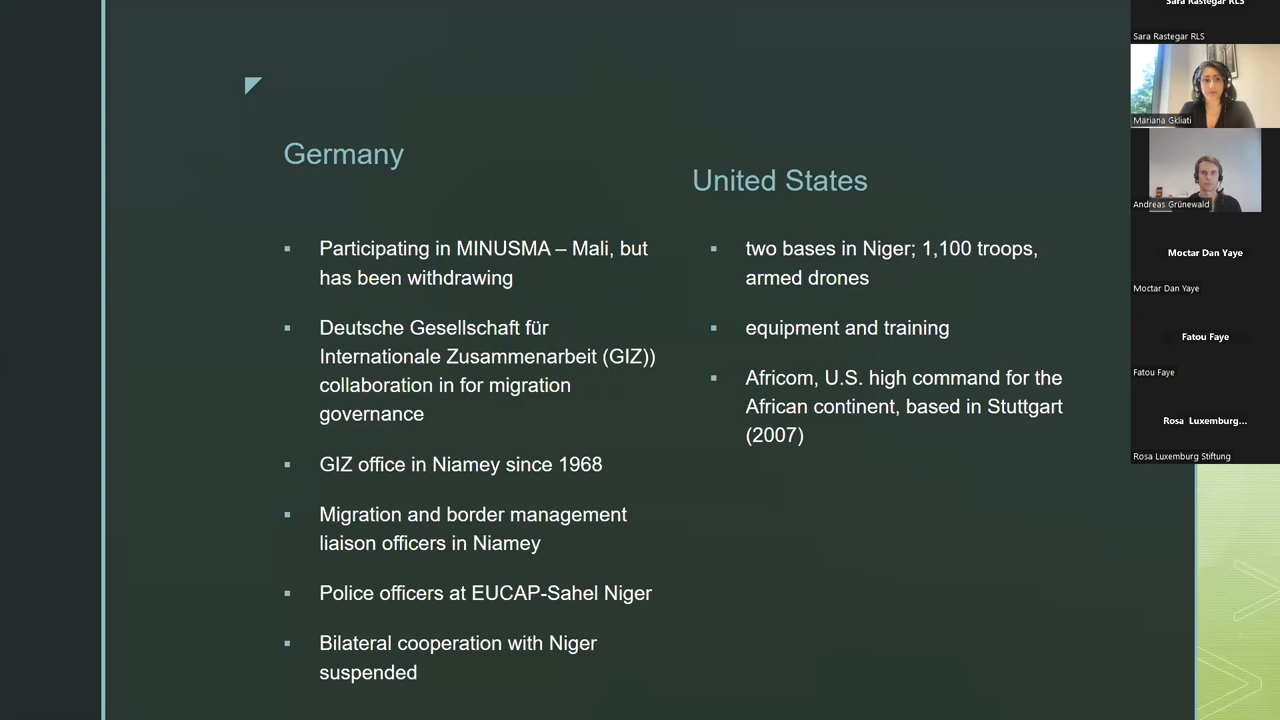 Germany
Participating in MINUSMA – Mali, but
has been withdrawing
Deutsche Gesellschaft für
Internationale Zusammenarbeit (GIZ))
collaboration in for migration
governance
GIZ office in Niamey since 1968
Migration and border management
liaison officers in Niamey
Police officers at EUCAP-Sahel Niger
Bilateral cooperation with Niger
suspended
United States
two bases in Niger; 1,100 troops,
armed drones
equipment and training
Africom, U.S. high command for the
African continent, based in Stuttgart
(2007)
Sara Rastegar RLS
Sara Rastegar RLS
Mariana Gkliati
Andreas Grünewald
Moctar Dan Yaye
Moctar Dan Yaye
Fatou Faye
Fatou Faye
Rosa Luxemburg...
Rosa Luxemburg Stiftung